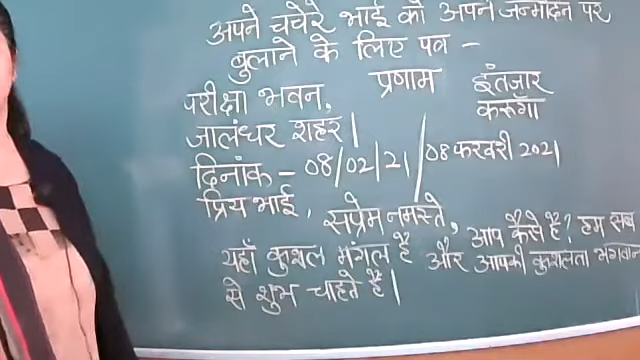 अपने चचेरे भाई को अपने जन्मदिन पर
बुलाने के लिए पत्र -
प्रणाम इंतज़ार
करूँगा
परीक्षा भवन,
जालंधर शहर।
दिनांक - 08/02/21/08 फरवरी 2021
प्रिय भाई,
सप्रेम नमस्ते, आप कैसे है? हम सब
यहाँ कुशल मंगल है और आपकी कुशलता भगवान
से शुभ चाहते हैं।